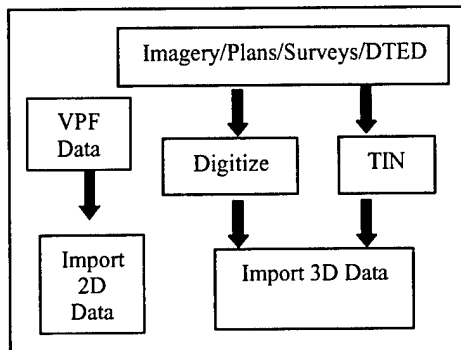 Imagery/Plans/Surveys/DTED
VPF
Data
Digitize
TIN
Import
2D
Data
Import 3D Data